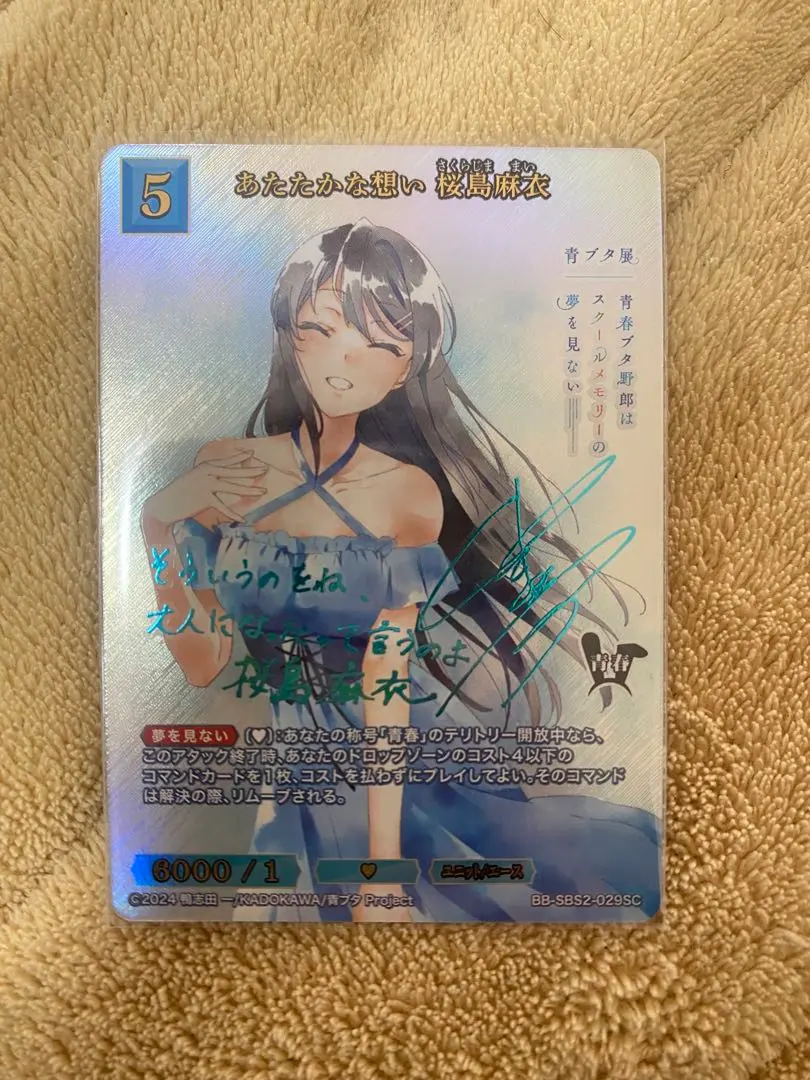 5
さくらじま まい
あたたかな想い 桜島麻衣
青ブタ展
青春ブタ野郎は
スクールメモリーの
夢を見ない
そういうのをね、
大人になったって言うのよ
桜島麻衣
青春
夢を見ない [♥]:あなたの称号「青春」のテリトリー開放中なら、
このアタック終了時、あなたのドロップゾーンのコスト4以下の
コマンドカードを1枚、コストを払わずにプレイしてよい。そのコマンド
は解決の際、リムーブされる。
6000 / 1
ユニット/エース
©2024 鴨志田 一/KADOKAWA/青ブタ Project
BB-SBS2-029SC